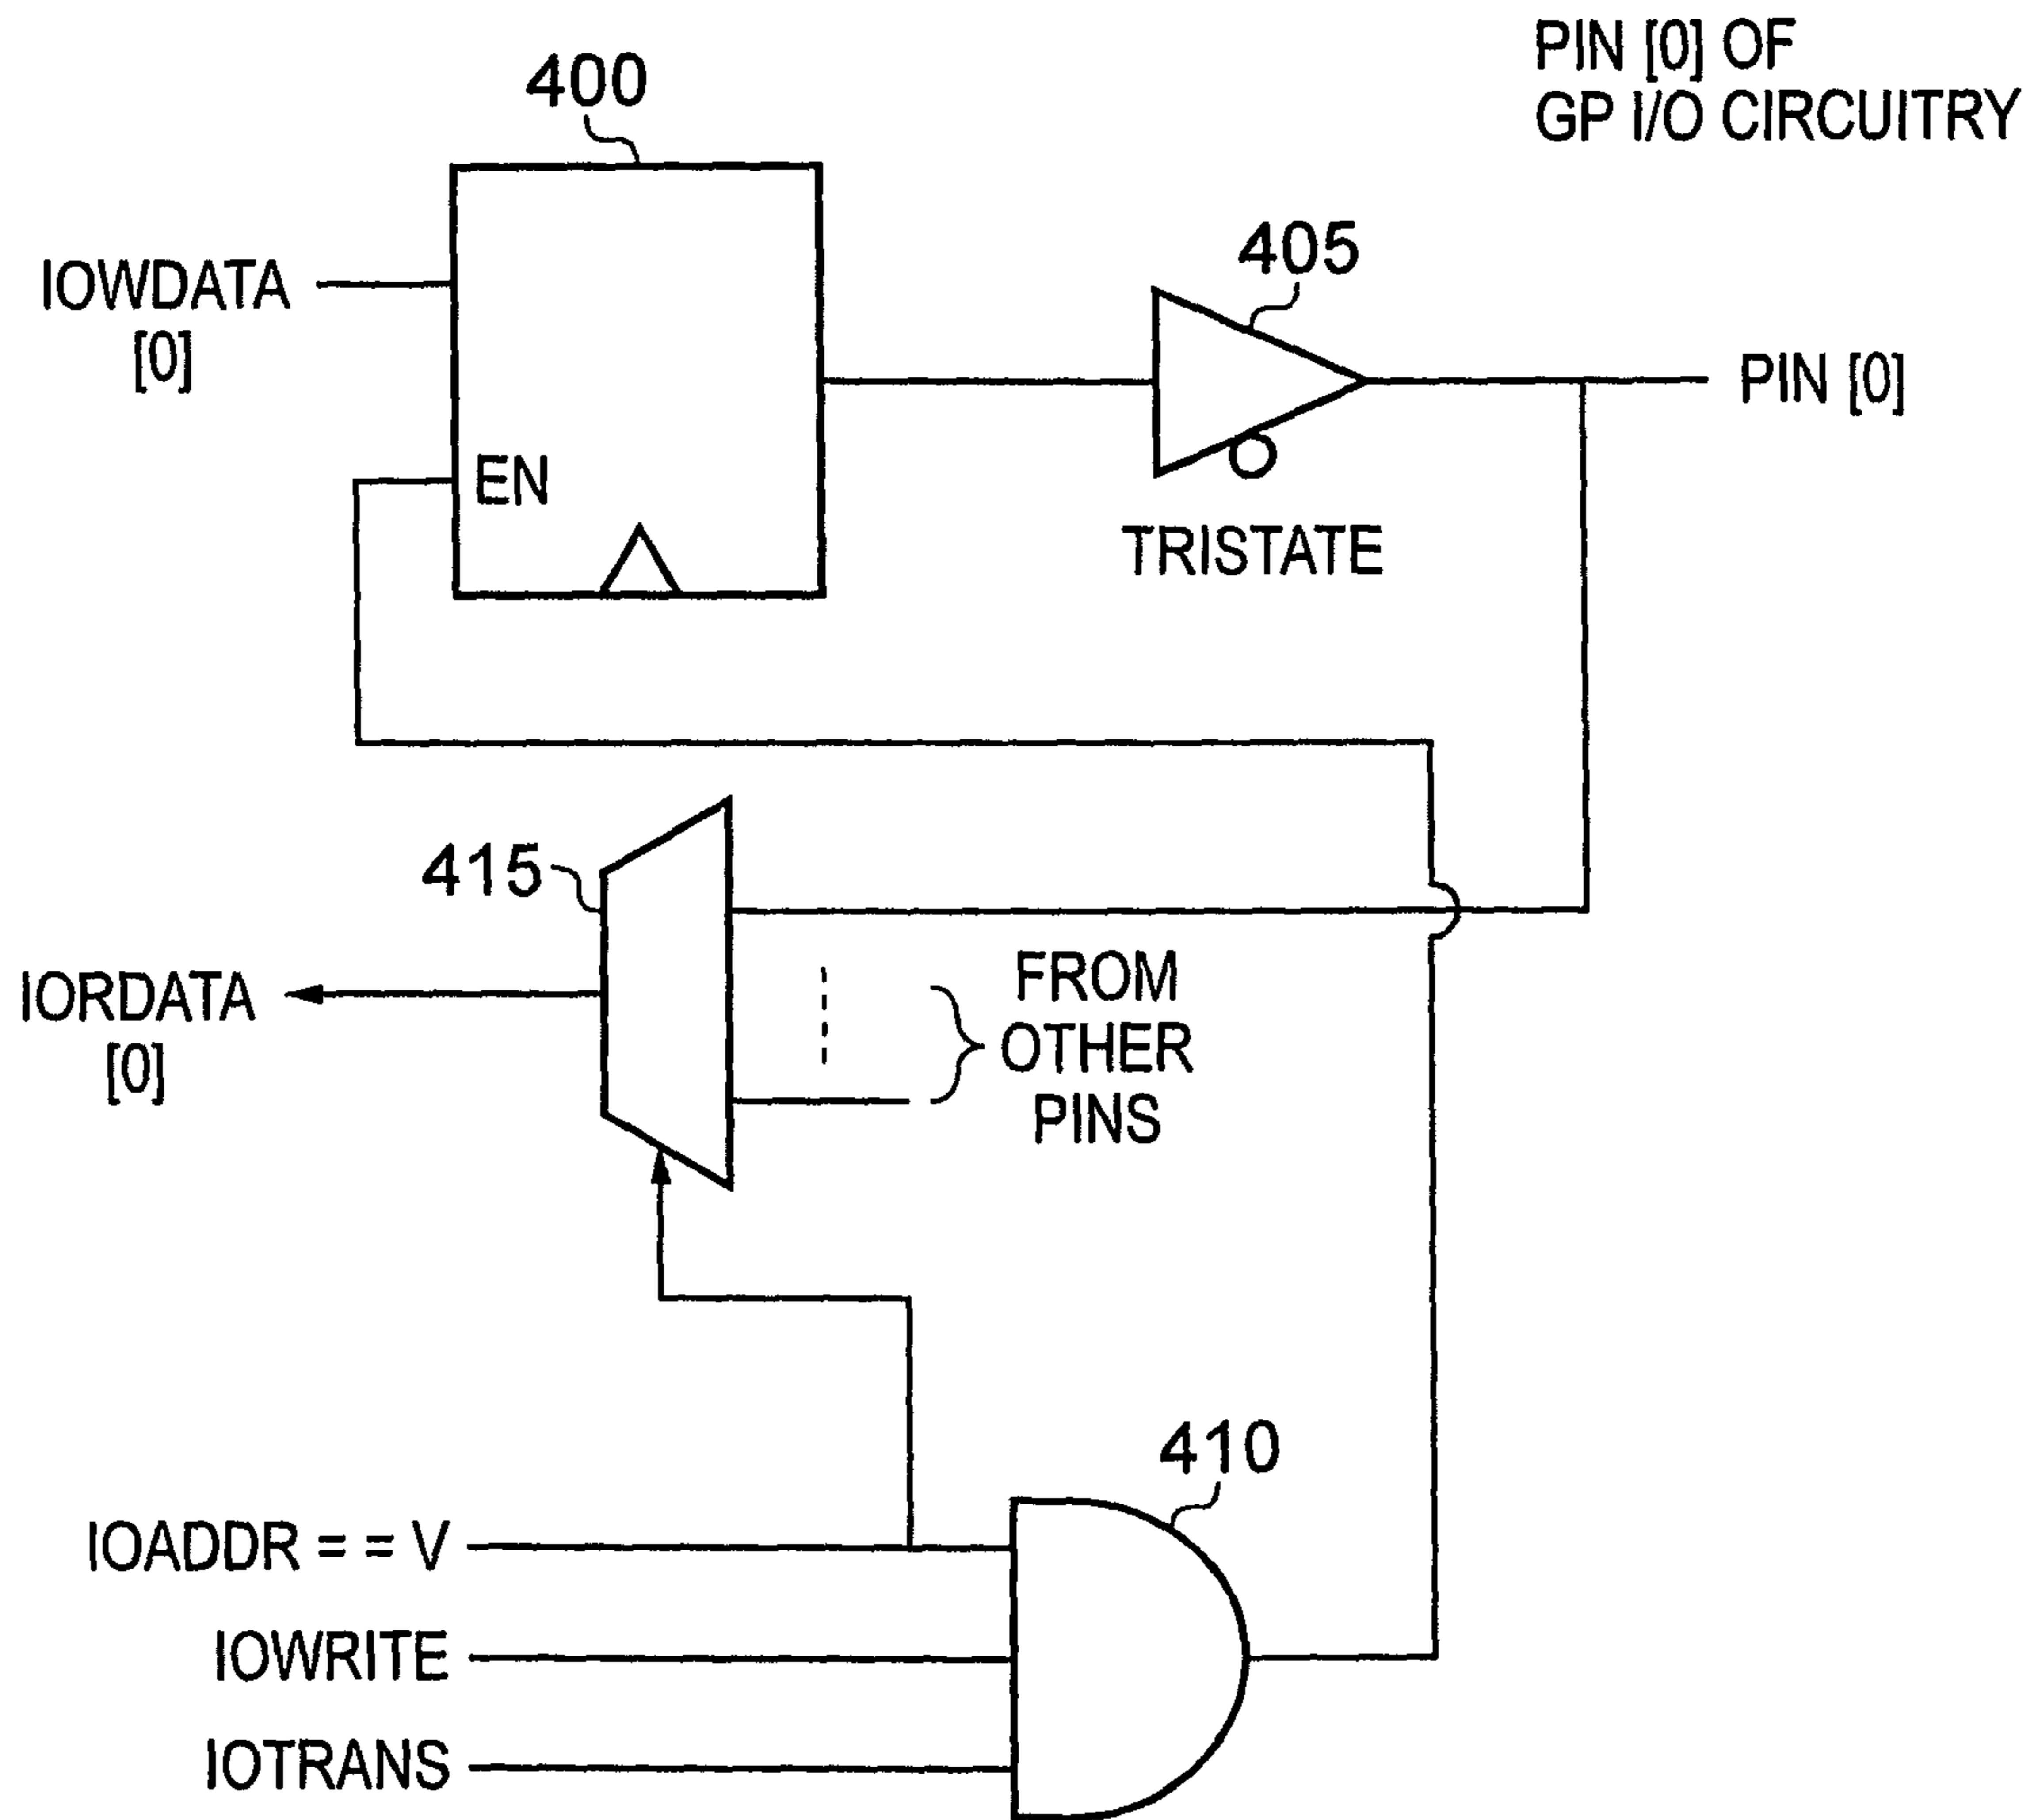 PIN [0] OF
GP I/O CIRCUITRY
400
405
IOWDATA
[0]
PIN [0]
EN
TRISTATE
415
IORDATA
[0]
FROM
OTHER
PINS
410
IOADDR = = V
IOWRITE
IOTRANS